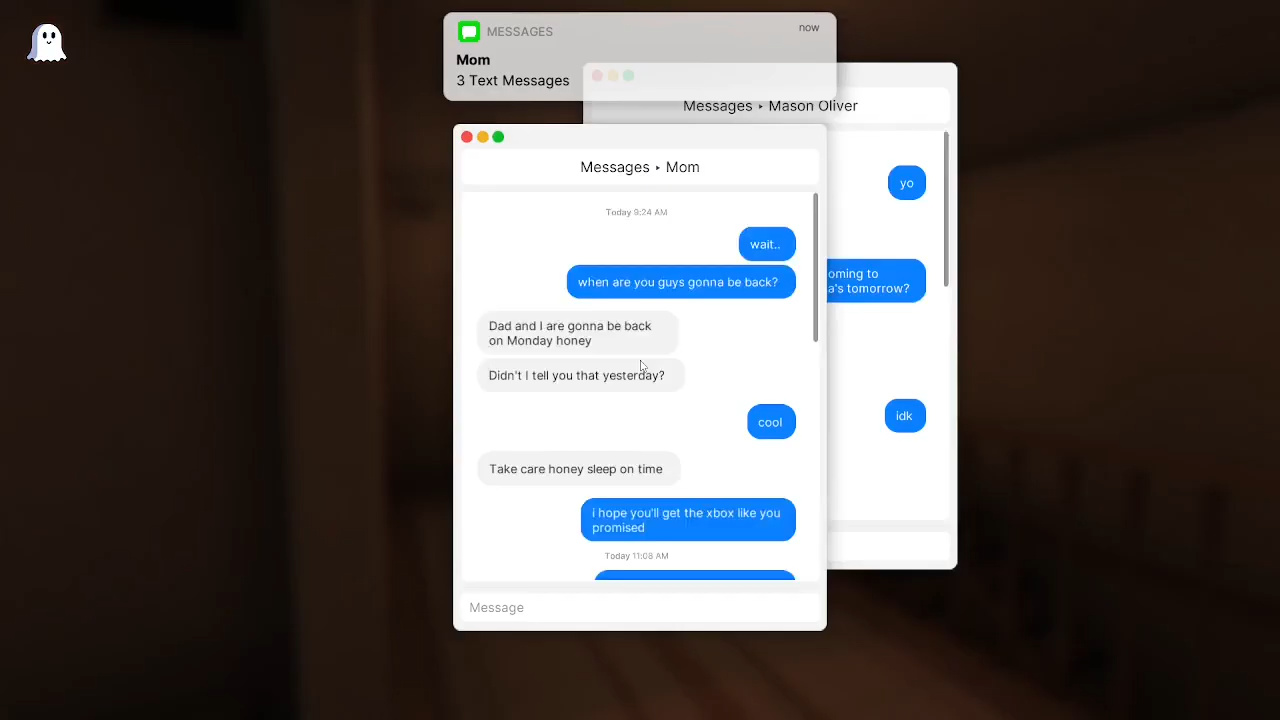 MESSAGES
now
Mom
3 Text Messages
Messages ▸ Mason Oliver
Messages ▸ Mom
Today 9:24 AM
wait..
when are you guys gonna be back?
Dad and I are gonna be back
on Monday honey
Didn't I tell you that yesterday?
cool
Take care honey sleep on time
i hope you'll get the xbox like you
promised
Today 11:08 AM
Message
yo
oming to
a's tomorrow?
idk